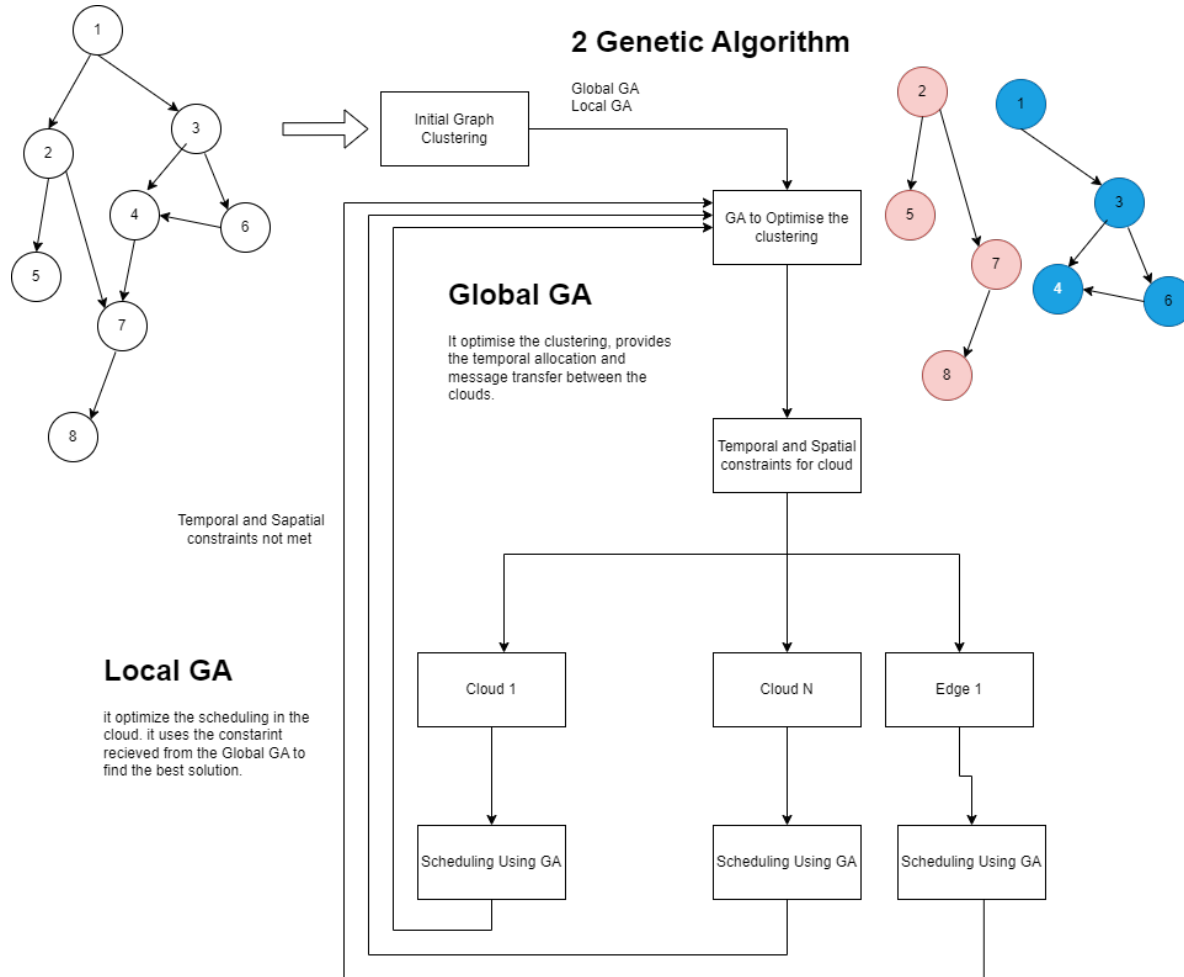 1
2 Genetic Algorithm
Global GA
Local GA
2
1
3
Initial Graph
Clustering
2
3
4
6
5
7
8
GA to Optimise the
clustering
5
7
4
6
8
Global GA
It optimise the clustering, provides
the temporal allocation and
message transfer between the
clouds.
Temporal and Spatial
constraints for cloud
Temporal and Sapatial
constraints not met
Local GA
it optimize the scheduling in the
cloud. it uses the constarint
recieved from the Global GA to
find the best solution.
Cloud 1
Cloud N
Edge 1
Scheduling Using GA
Scheduling Using GA
Scheduling Using GA